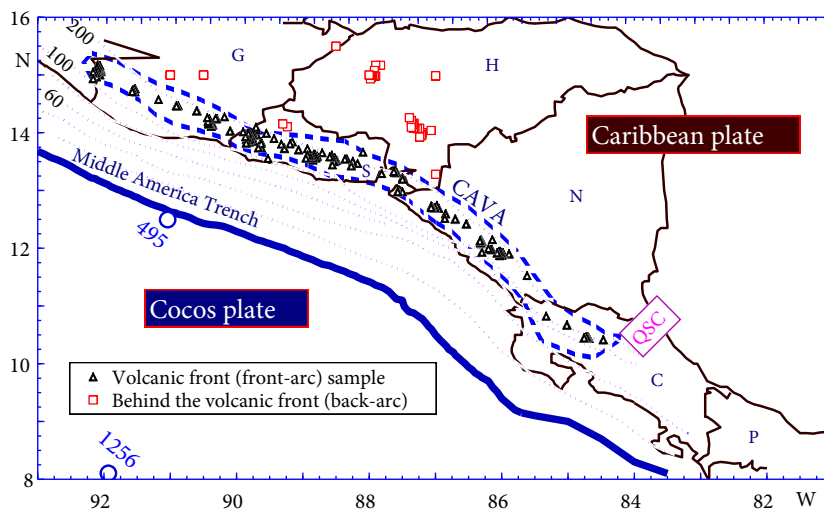 16
14
12
10
8
N
200
100
60
G
H
Caribbean plate
S
CAVA
N
Middle America Trench
495
Cocos plate
QSC
C
P
Volcanic front (front-arc) sample
Behind the volcanic front (back-arc)
1256
92
90
88
86
84
82
W